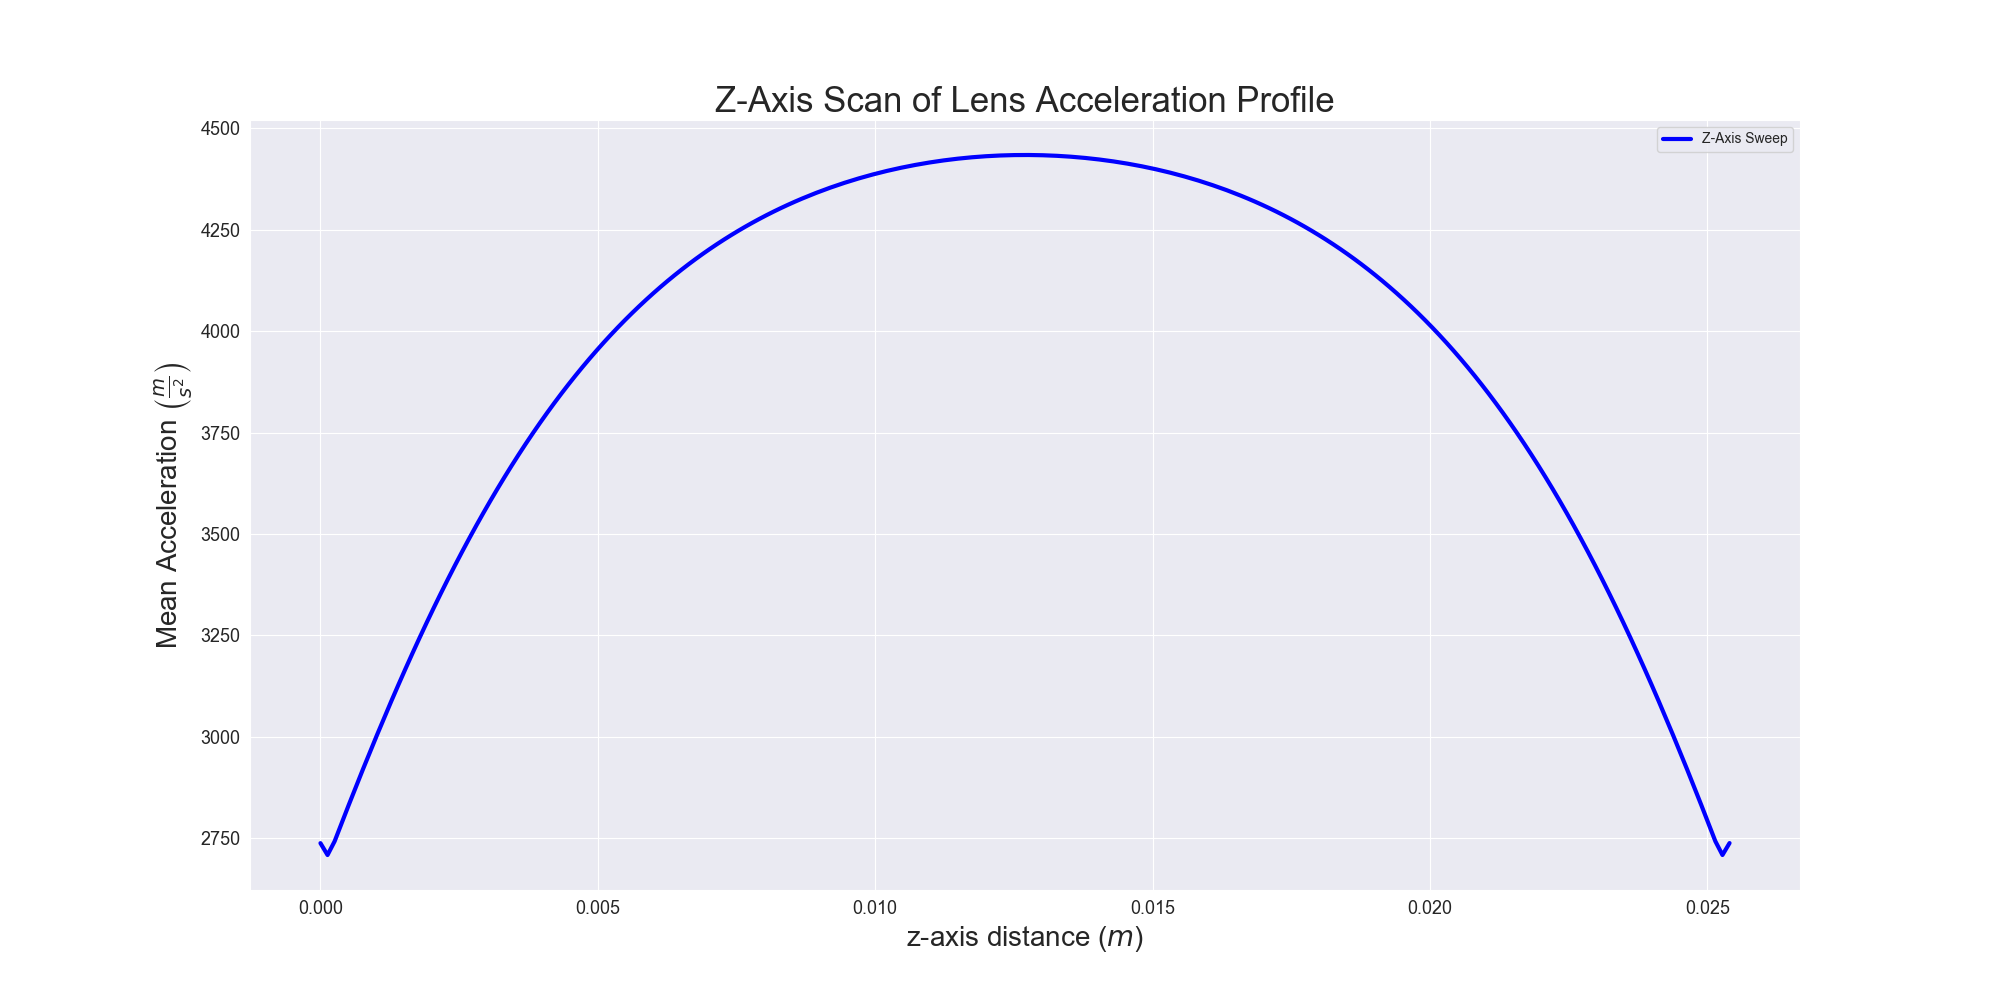 Z-Axis Scan of Lens Acceleration Profile
Z-Axis Sweep
Mean Acceleration (m/s²)
4500
4250
4000
3750
3500
3250
3000
2750
0.000 0.005 0.010 0.015 0.020 0.025
z-axis distance (m)